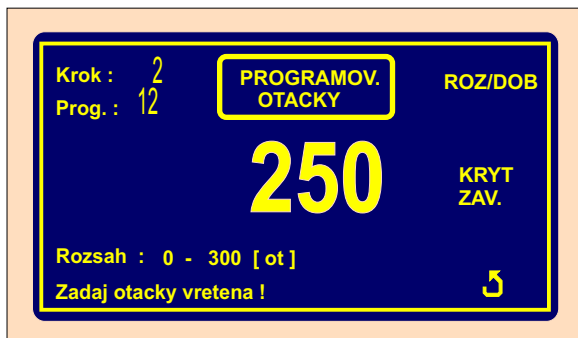 Krok : 2
Prog. : 12
PROGRAMOV.
OTACKY
ROZ/DOB
250
KRYT
ZAV.
Rozsah : 0 - 300 [ ot ]
Zadaj otacky vretena !